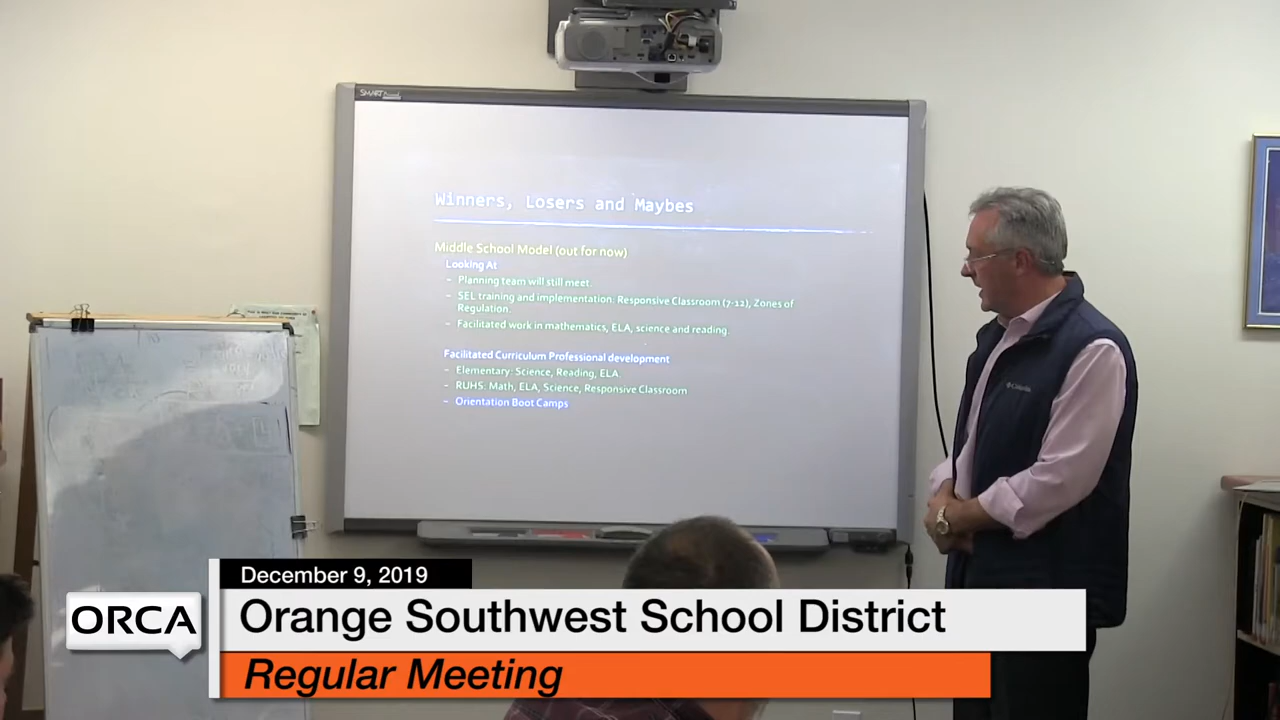 SMART Board
Winners, Losers and Maybes
Middle School Model (out for now)
Looking At
– Planning team will still meet.
– SEL training and implementation: Responsive Classroom (7-12), Zones of
Regulation.
– Facilitated work in mathematics, ELA, science and reading.
Facilitated Curriculum Professional development
– Elementary: Science, Reading, ELA.
– RUHS: Math, ELA, Science, Responsive Classroom
– Orientation Boot Camps
Columbia
December 9, 2019
ORCA
Orange Southwest School District
Regular Meeting